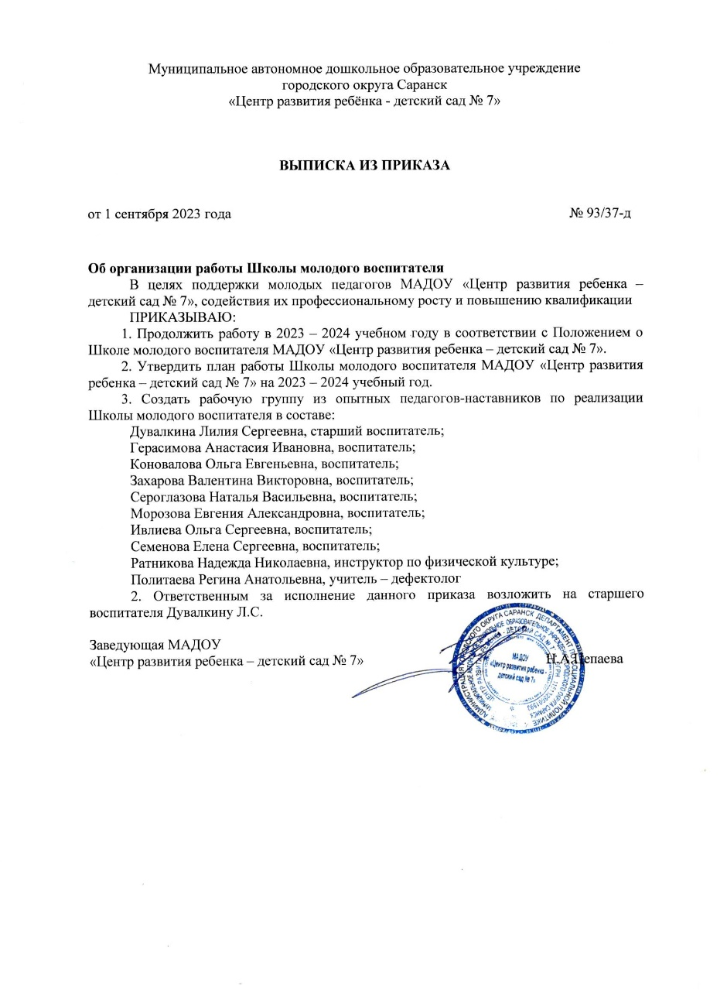 Муниципальное автономное дошкольное образовательное учреждение
городского округа Саранск
«Центр развития ребёнка - детский сад № 7»
ВЫПИСКА ИЗ ПРИКАЗА
от 1 сентября 2023 года № 93/37-д
Об организации работы Школы молодого воспитателя
В целях поддержки молодых педагогов МАДОУ «Центр развития ребенка –
детский сад № 7», содействия их профессиональному росту и повышению квалификации
ПРИКАЗЫВАЮ:
1. Продолжить работу в 2023 – 2024 учебном году в соответствии с Положением о
Школе молодого воспитателя МАДОУ «Центр развития ребенка – детский сад № 7».
2. Утвердить план работы Школы молодого воспитателя МАДОУ «Центр развития
ребенка – детский сад № 7» на 2023 – 2024 учебный год.
3. Создать рабочую группу из опытных педагогов-наставников по реализации
Школы молодого воспитателя в составе:
Дувалкина Лилия Сергеевна, старший воспитатель;
Герасимова Анастасия Ивановна, воспитатель;
Коновалова Ольга Евгеньевна, воспитатель;
Захарова Валентина Викторовна, воспитатель;
Сероглазова Наталья Васильевна, воспитатель;
Морозова Евгения Александровна, воспитатель;
Ивлиева Ольга Сергеевна, воспитатель;
Семенова Елена Сергеевна, воспитатель;
Ратникова Надежда Николаевна, инструктор по физической культуре;
Политаева Регина Анатольевна, учитель – дефектолог
2. Ответственным за исполнение данного приказа возложить на старшего
воспитателя Дувалкину Л.С.
Заведующая МАДОУ
«Центр развития ребенка – детский сад № 7» Н.А.
МАДОУ
«Центр развития ребенка -
детский сад № 7»